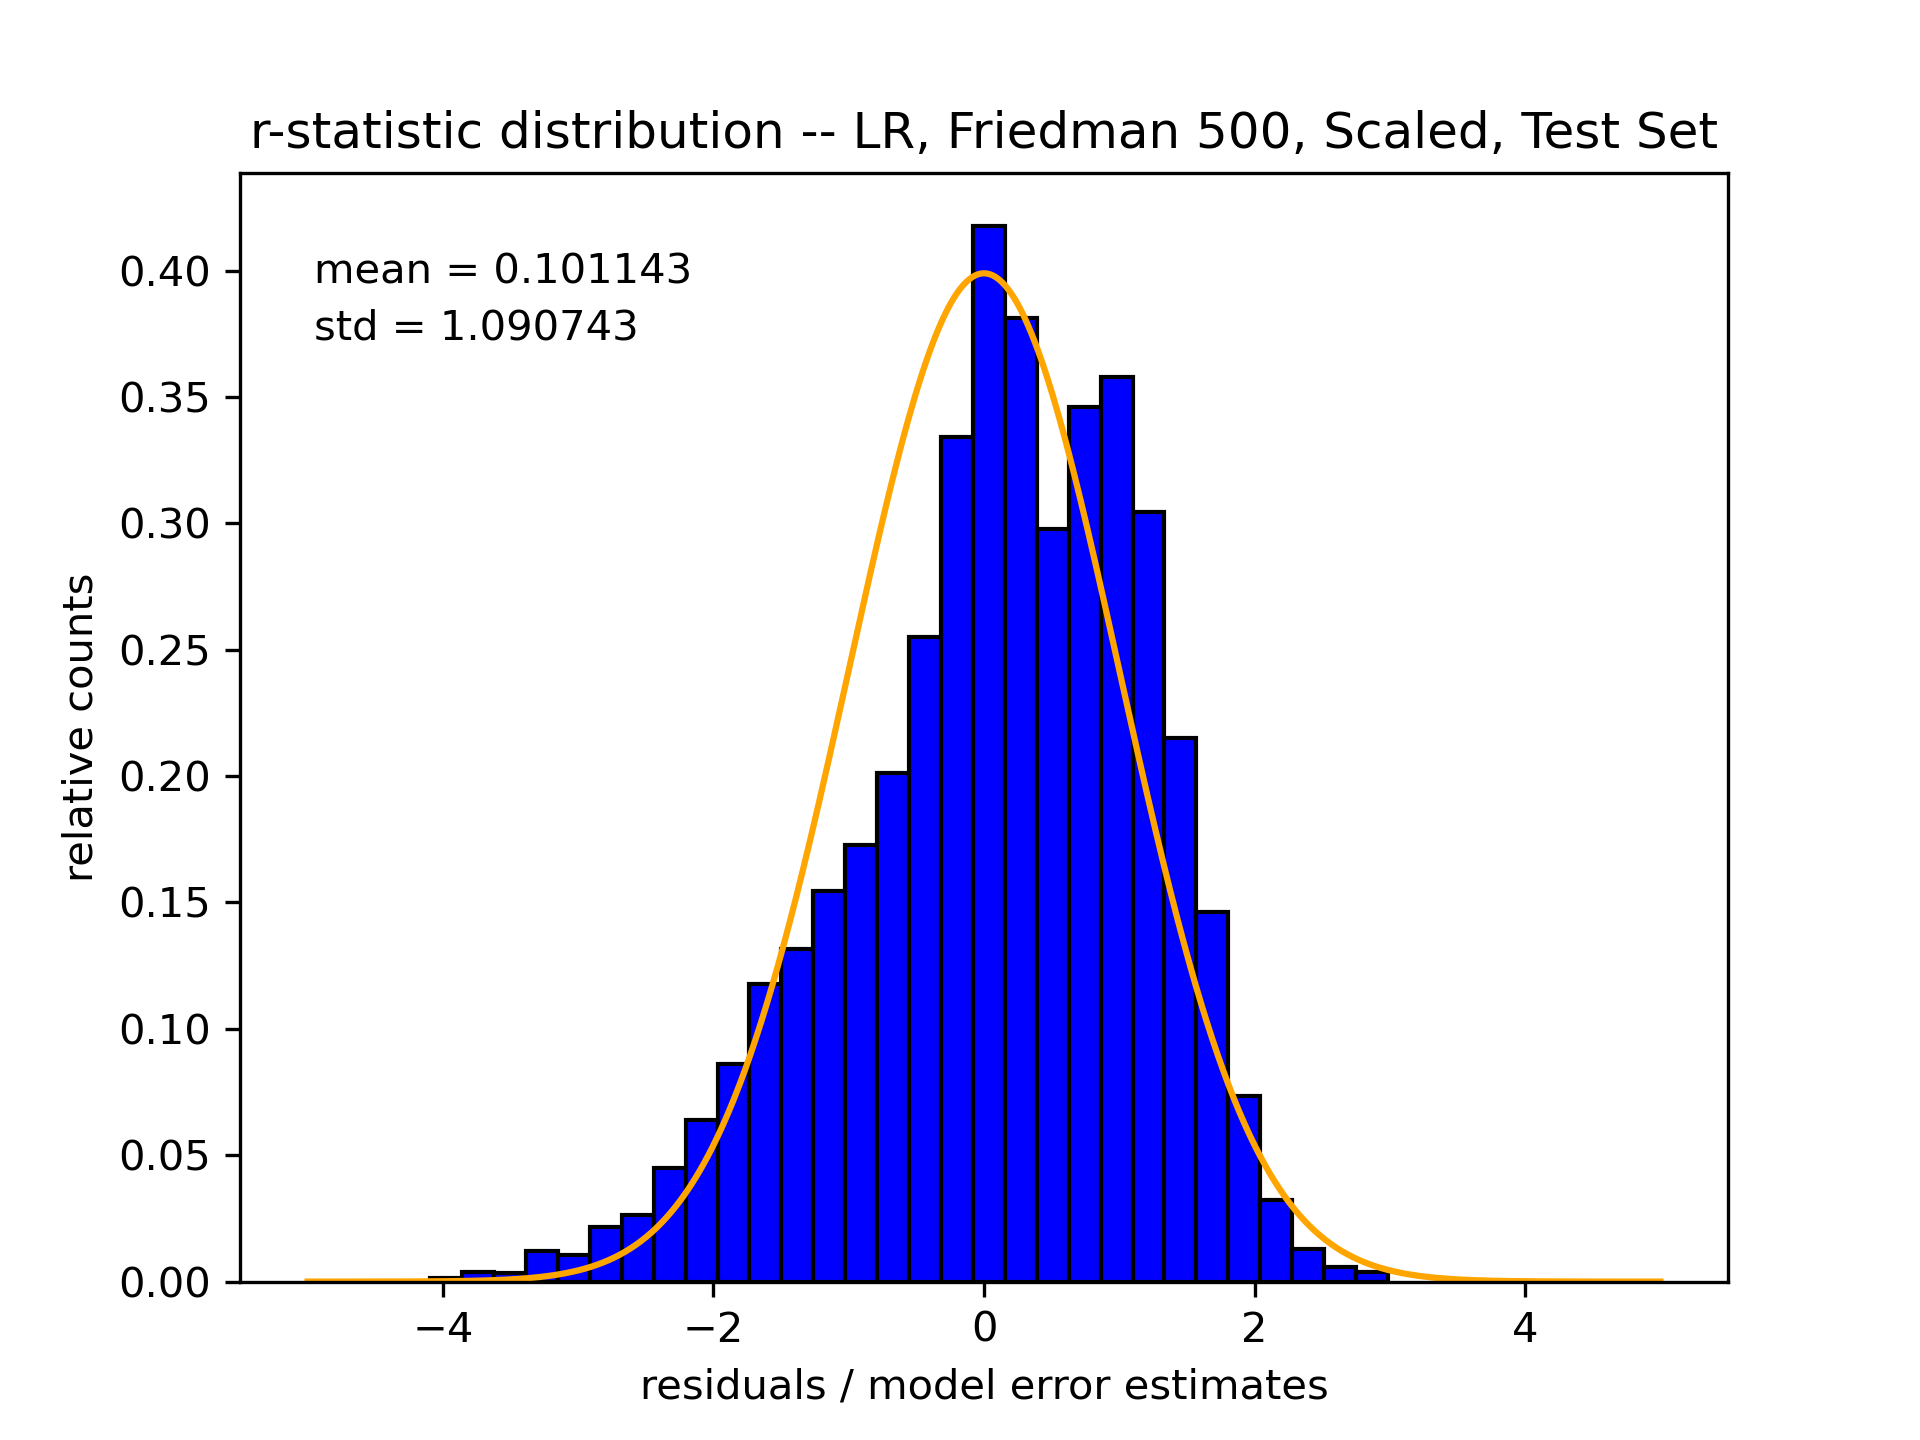 r-statistic distribution -- LR, Friedman 500, Scaled, Test Set
mean = 0.101143
std = 1.090743
relative counts
0.40
0.35
0.30
0.25
0.20
0.15
0.10
0.05
0.00
−4 −2 0 2 4
residuals / model error estimates